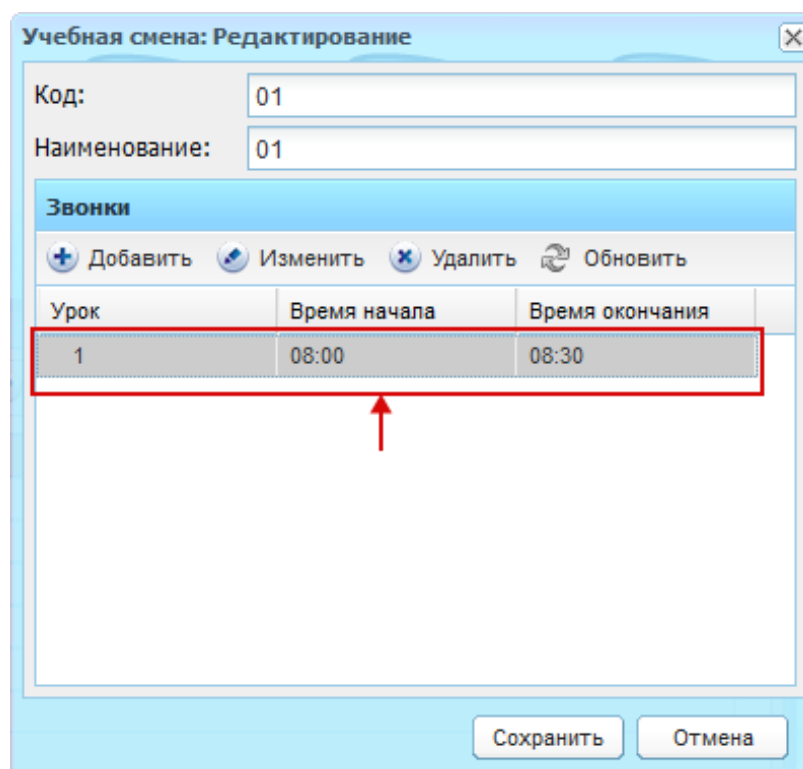 Учебная смена: Редактирование
Код: 01
Наименование: 01
Звонки
Добавить Изменить Удалить Обновить
Урок Время начала Время окончания
1 08:00 08:30
Сохранить Отмена